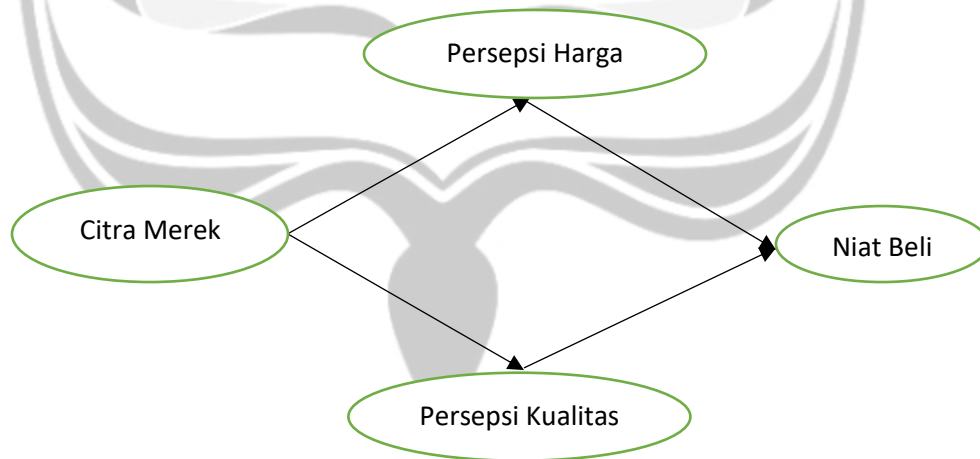 Persepsi Harga
Citra Merek
Niat Beli
Persepsi Kualitas